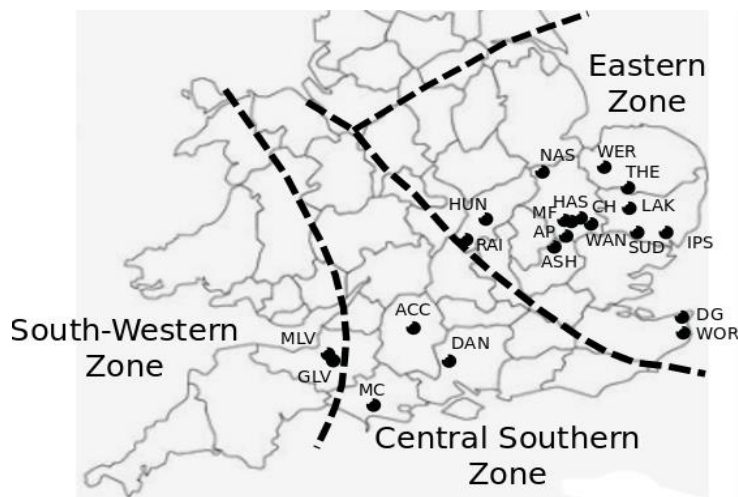 Eastern
Zone
NAS
WER
THE
HUN
MF
HAS
CH
LAK
RAI
AP
WAN
SUD
IPS
ASH
South-Western
Zone
MLV
GLV
ACC
DAN
DG
WOR
MC
Central Southern
Zone